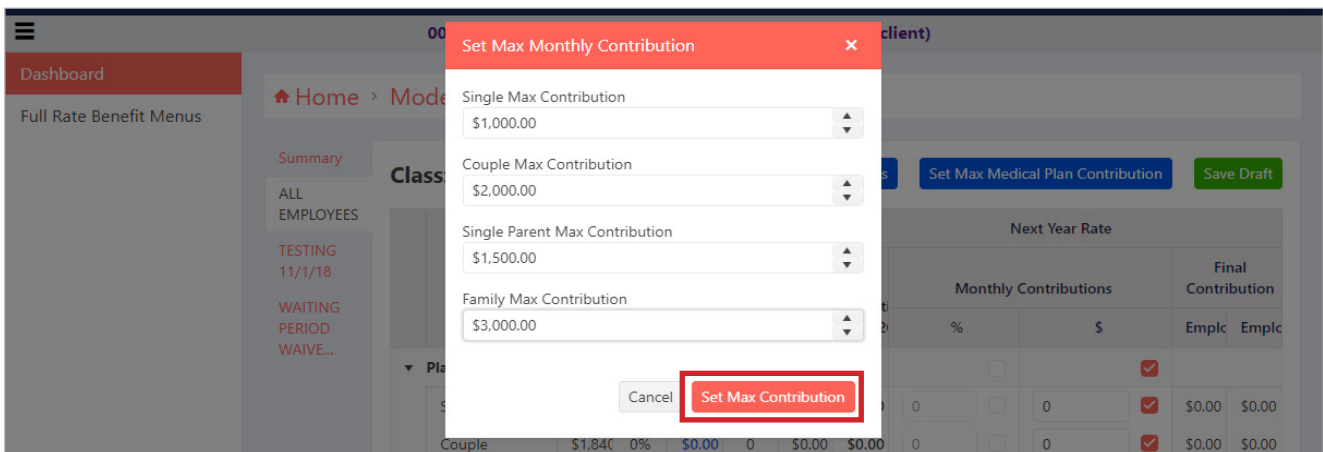 00
client)
Set Max Monthly Contribution
Dashboard
Full Rate Benefit Menus
Home > Mode
Single Max Contribution
$1,000.00
Couple Max Contribution
$2,000.00
Single Parent Max Contribution
$1,500.00
Family Max Contribution
$3,000.00
Cancel
Set Max Contribution
Summary
ALL
EMPLOYEES
TESTING
11/1/18
WAITING
PERIOD
WAIVE...
Class:
s
Set Max Medical Plan Contribution
Save Draft
Next Year Rate
Monthly Contributions
Final
Contribution
% $ Emplc Emplc
Pla
S 0 0 $0.00 $0.00
Couple $1,840 0% $0.00 0 $0.00 $0.00 0 0 $0.00 $0.00